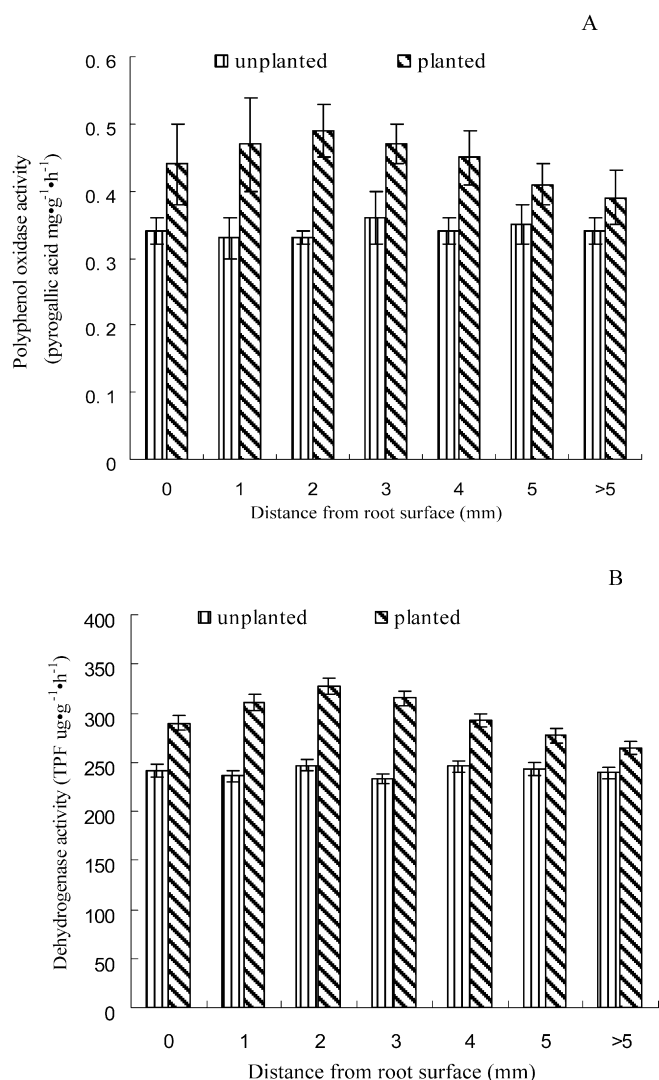 A
unplanted planted
0.6
0.5
0.4
0.3
0.2
0.1
0
Polyphenol oxidase activity
(pyrogallic acid mg•g-1•h-1)
0 1 2 3 4 5 >5
Distance from root surface (mm)
B
unplanted planted
400
350
300
250
200
150
100
50
0
Dehydrogenase activity (TPF ug•g-1•h-1)
0 1 2 3 4 5 >5
Distance from root surface (mm)